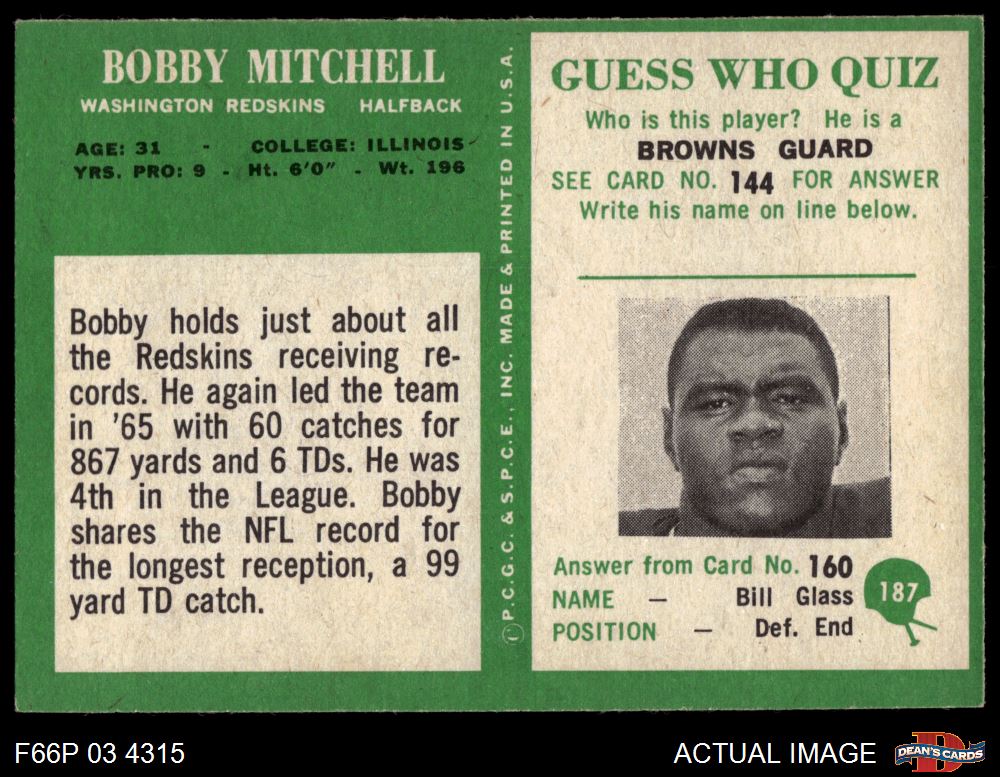 BOBBY MITCHELL
WASHINGTON REDSKINS HALFBACK
AGE: 31 - COLLEGE: ILLINOIS
YRS. PRO: 9 - Ht. 6'0" - Wt. 196
Bobby holds just about all
the Redskins receiving re-
cords. He again led the team
in '65 with 60 catches for
867 yards and 6 TDs. He was
4th in the League. Bobby
shares the NFL record for
the longest reception, a 99
yard TD catch.
© P.C.G.C. & S.P.C.E., INC. MADE & PRINTED IN U.S.A.
GUESS WHO QUIZ
Who is this player? He is a
BROWNS GUARD
SEE CARD NO. 144 FOR ANSWER
Write his name on line below.
Answer from Card No. 160
NAME — Bill Glass
POSITION — Def. End
187
F66P 03 4315
ACTUAL IMAGE
D
DEAN'S CARDS